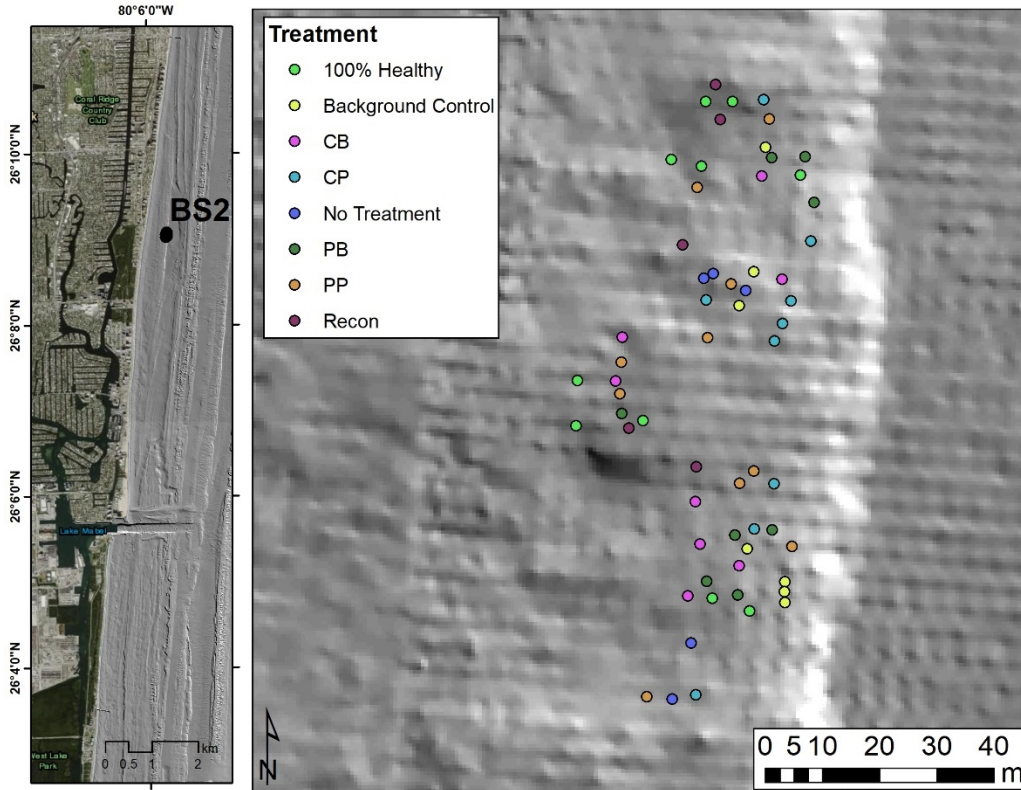 80°6'0"W
26°10'0"N
26°8'0"N
26°6'0"N
26°4'0"N
Coral Ridge
Country
Club
BS2
Lake Mabel
West Lake
Park
0 0.5 1 2
km
Treatment
100% Healthy
Background Control
CB
CP
No Treatment
PB
PP
Recon
N
0 5 10 20 30 40
m